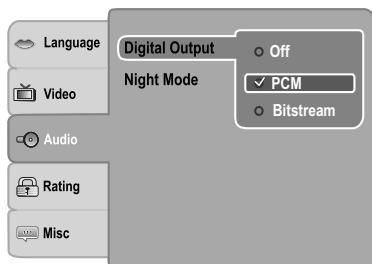 Language
Digital Output
Off
Night Mode
PCM
Video
Bitstream
Audio
Rating
Misc